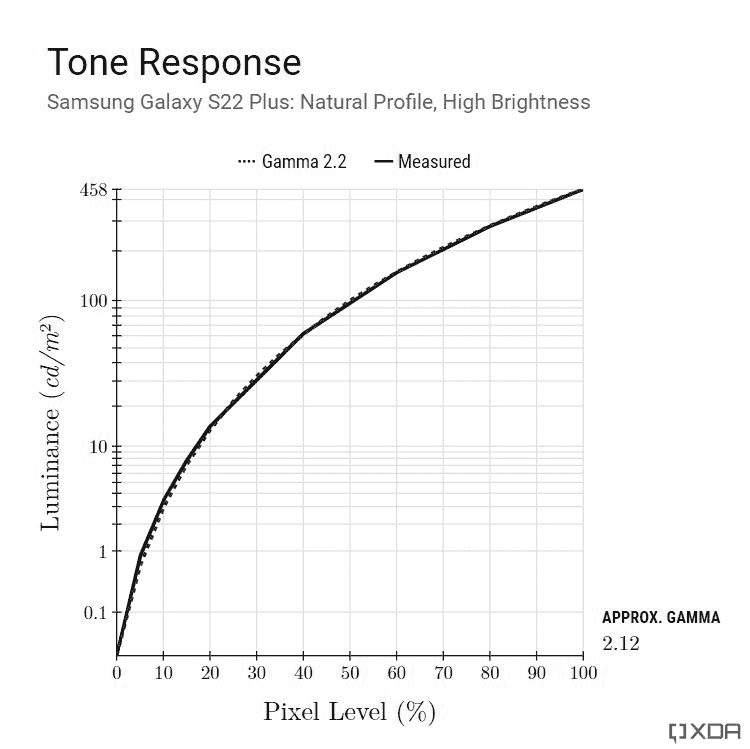 Tone Response
Samsung Galaxy S22 Plus: Natural Profile, High Brightness
Gamma 2.2 Measured
458
100
10
1
0.1
Luminance (cd/m²)
0 10 20 30 40 50 60 70 80 90 100
Pixel Level (%)
APPROX. GAMMA
2.12
XDA